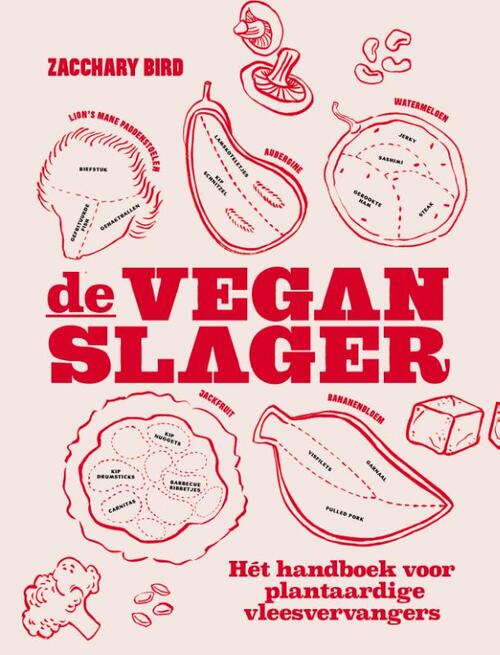 ZACCHARY BIRD
LION'S MANE PADDENSTOELEN
BIEFSTUK
GEFRITUURDE
FISH
GEHAKTBALLEN
AUBERGINE
LAMSKOTELETJES
KIP
SCHNITZEL
WATERMELOEN
JERKY
SASHIMI
GEROOKTE
HAM
STEAK
de VEGAN
SLAGER
JACKFRUIT
KIP
NUGGETS
KIP
DRUMSTICKS
BARBECUE
RIBBETJES
CARNITAS
BANANENBLOEM
VISFILETS
GARNAAL
PULLED PORK
Hét handboek voor
plantaardige
vleesvervangers